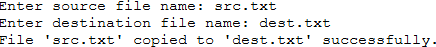 Enter source file name: src.txt
Enter destination file name: dest.txt
File 'src.txt' copied to 'dest.txt' successfully.